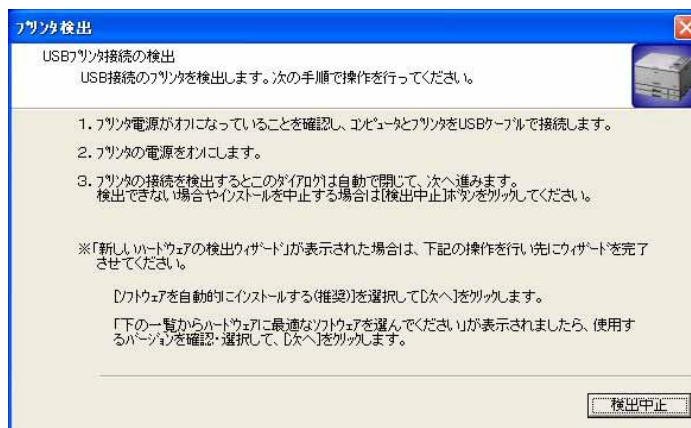 プリンタ検出
USBプリンタ接続の検出
USB接続のプリンタを検出します。次の手順で操作を行ってください。
1. プリンタ電源がオフになっていることを確認し、コンピュータとプリンタをUSBケーブルで接続します。
2. プリンタの電源をオンにします。
3. プリンタの接続を検出するとこのダイアログは自動で閉じて、次へ進みます。
検出できない場合やインストールを中止する場合は[検出中止]ボタンをクリックしてください。
※「新しいハードウェアの検出ウィザード」が表示された場合は、下記の操作を行い先にウィザードを完了
させてください。
[ソフトウェアを自動的にインストールする(推奨)]を選択して[次へ]をクリックします。
「下の一覧からハードウェアに最適なソフトウェアを選んでください」が表示されましたら、使用す
るバージョンを確認・選択して、[次へ]をクリックします。
検出中止